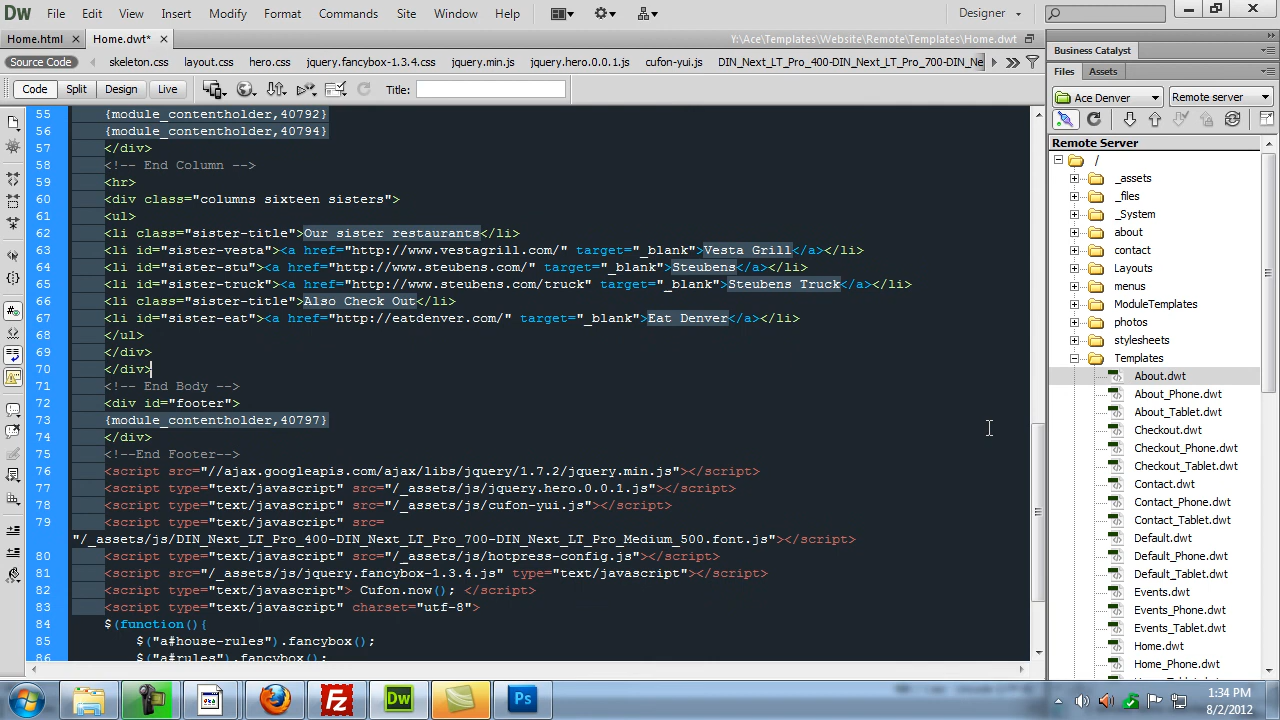 Dw File Edit View Insert Modify Format Commands Site Window Help Designer
Home.html × Home.dwt* × Y:\Ace\Templates\Website\Remote\Templates\Home.dwt
Source Code skeleton.css layout.css hero.css jquery.fancybox-1.3.4.css jquery.min.js jquery.hero.0.0.1.js cufon-yui.js DIN_Next_LT_Pro_400-DIN_Next_LT_Pro_700-DIN_Ne
Code Split Design Live Title:
55 {module_contentholder,40792}
56 {module_contentholder,40794}
57 </div>
58 <!-- End Column -->
59 <hr>
60 <div class="columns sixteen sisters">
61 <ul>
62 <li class="sister-title">Our sister restaurants</li>
63 <li id="sister-vesta"><a href="http://www.vestagrill.com/" target="_blank">Vesta Grill</a></li>
64 <li id="sister-stu"><a href="http://www.steubens.com/" target="_blank">Steubens</a></li>
65 <li id="sister-truck"><a href="http://www.steubens.com/truck" target="_blank">Steubens Truck</a></li>
66 <li class="sister-title">Also Check Out</li>
67 <li id="sister-eat"><a href="http://eatdenver.com/" target="_blank">Eat Denver</a></li>
68 </ul>
69 </div>
70 </div>
71 <!-- End Body -->
72 <div id="footer">
73 {module_contentholder,40797}
74 </div>
75 <!--End Footer-->
76 <script src="//ajax.googleapis.com/ajax/libs/jquery/1.7.2/jquery.min.js"></script>
77 <script type="text/javascript" src="/_assets/js/jquery.hero.0.0.1.js"></script>
78 <script type="text/javascript" src="/_assets/js/cufon-yui.js"></script>
79 <script type="text/javascript" src=
"/_assets/js/DIN_Next_LT_Pro_400-DIN_Next_LT_Pro_700-DIN_Next_LT_Pro_Medium_500.font.js"></script>
80 <script type="text/javascript" src="/_assets/js/hotpress-config.js"></script>
81 <script src="/_assets/js/jquery.fancybox-1.3.4.js" type="text/javascript"></script>
82 <script type="text/javascript"> Cufon.now(); </script>
83 <script type="text/javascript" charset="utf-8">
84 $(function(){
85 $("a#house-rules").fancybox();
86 $("a#rules").fancybox();
Business Catalyst
Files Assets
Ace Denver Remote server
Remote Server
/
_assets
_files
_System
about
contact
Layouts
menus
ModuleTemplates
photos
stylesheets
Templates
About.dwt
About_Phone.dwt
About_Tablet.dwt
Checkout.dwt
Checkout_Phone.dwt
Checkout_Tablet.dwt
Contact.dwt
Contact_Phone.dwt
Contact_Tablet.dwt
Default.dwt
Default_Phone.dwt
Default_Tablet.dwt
Events.dwt
Events_Phone.dwt
Events_Tablet.dwt
Home.dwt
Home_Phone.dwt
Fz Dw Ps
1:34 PM
8/2/2012